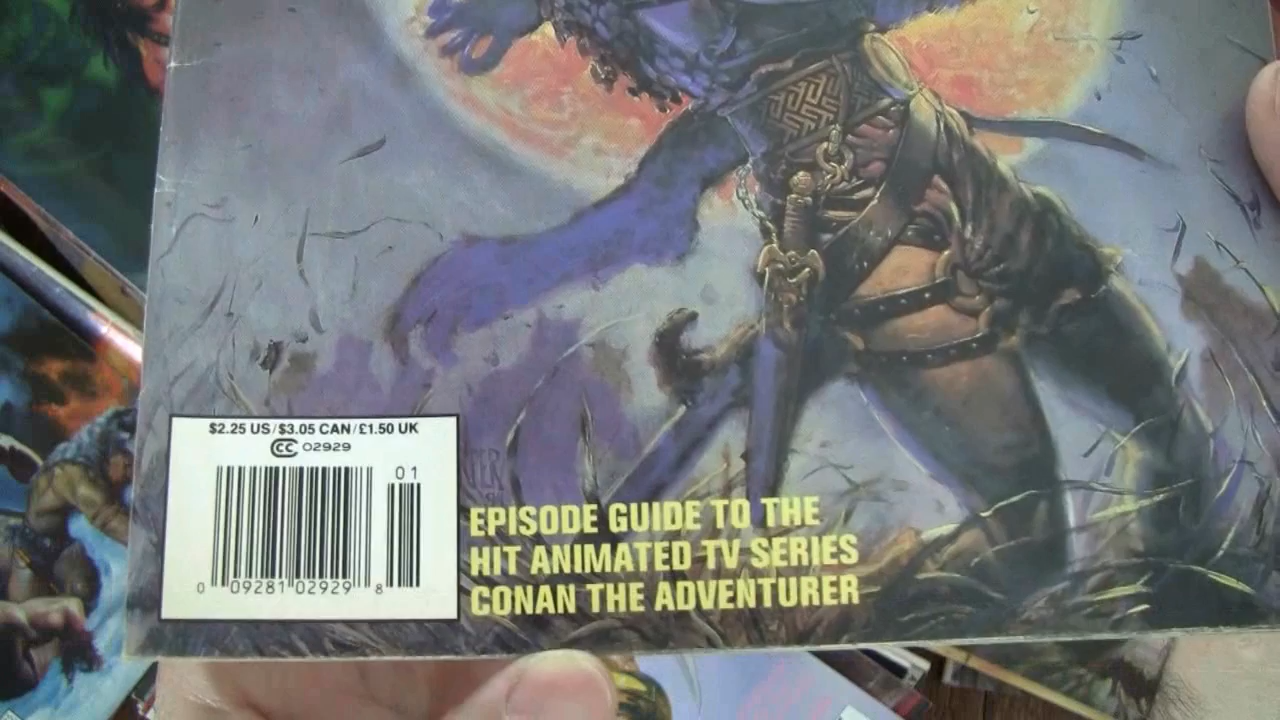 $2.25 US/$3.05 CAN/£1.50 UK
CC 02929
01
0 09281 02929 8
EPISODE GUIDE TO THE
HIT ANIMATED TV SERIES
CONAN THE ADVENTURER